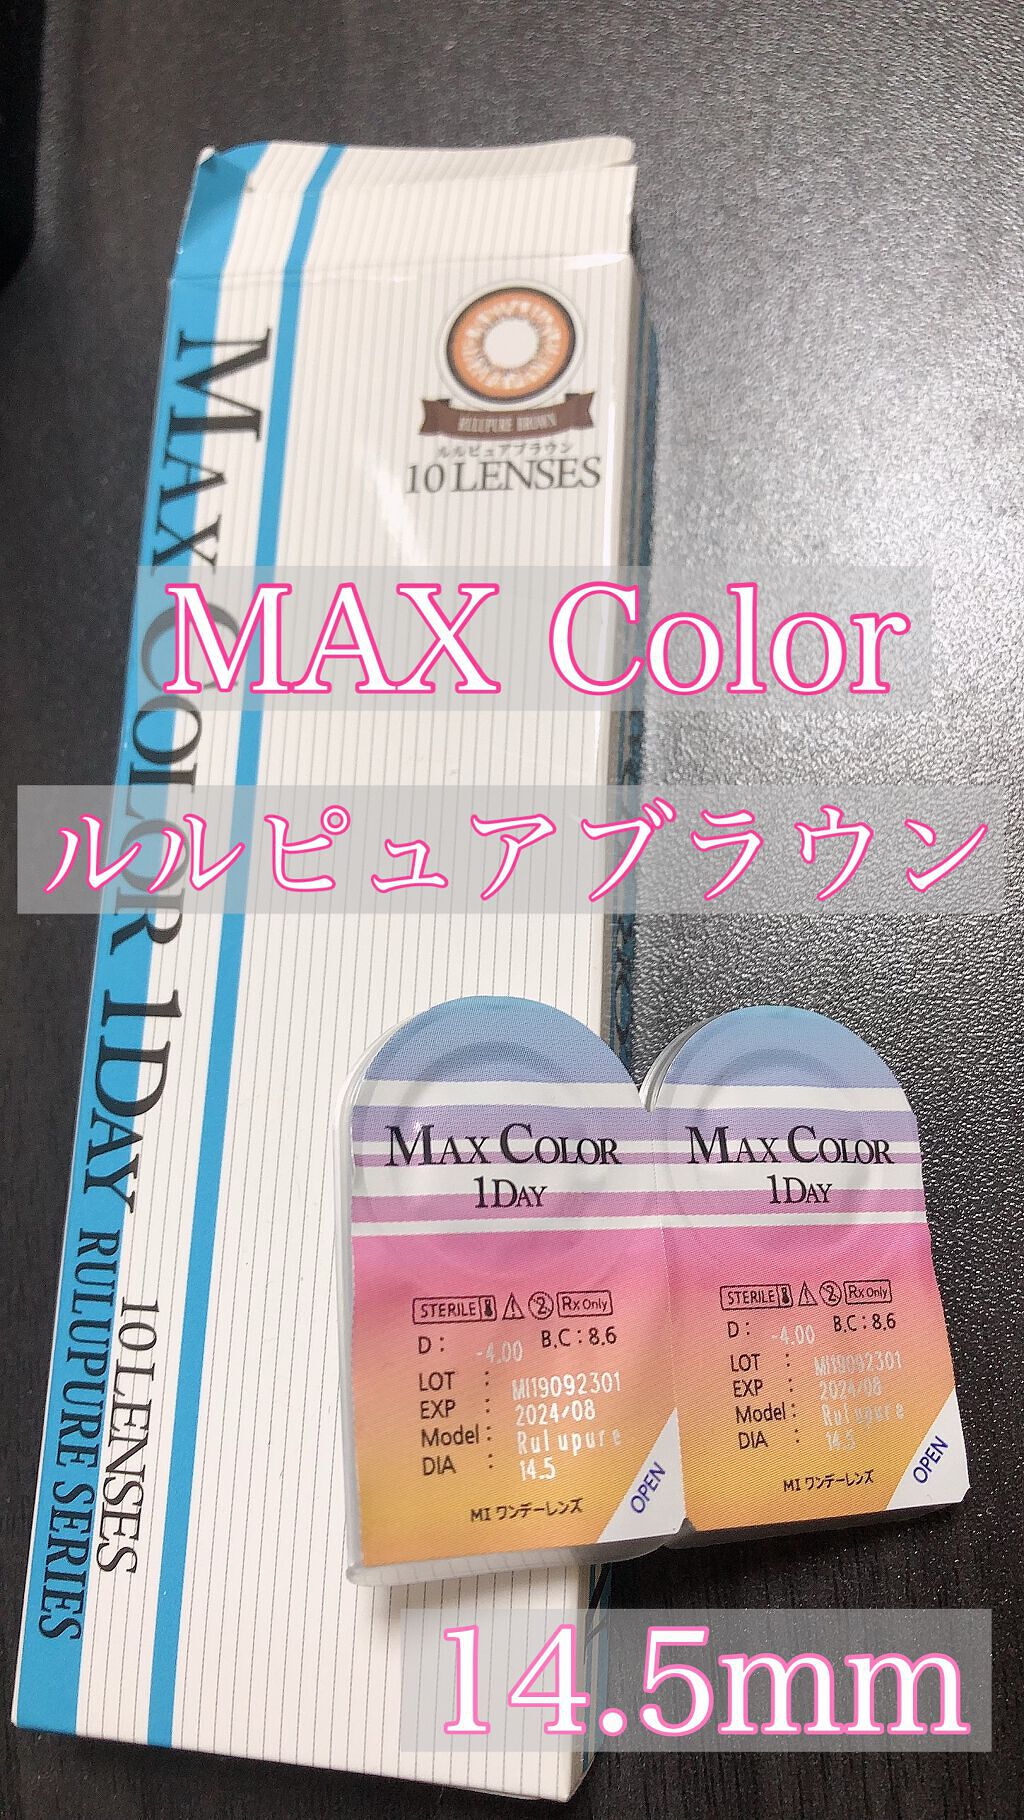 RULUPURE BROWN
ルルピュアブラウン
10 LENSES
MAX COLOR 1DAY 10 LENSES
RULUPURE SERIES
MAX Color
ルルピュアブラウン
MAX COLOR
1DAY
STERILE Rx Only
D : -4.00 B.C : 8.6
LOT : MI19092301
EXP : 2024/08
Model : Rulupure
DIA : 14.5
MI ワンデーレンズ
OPEN
MAX COLOR
1DAY
STERILE Rx Only
D : -4.00 B.C : 8.6
LOT : MI19092301
EXP : 2024/08
Model : Rulupure
DIA : 14.5
MI ワンデーレンズ
OPEN
14.5mm